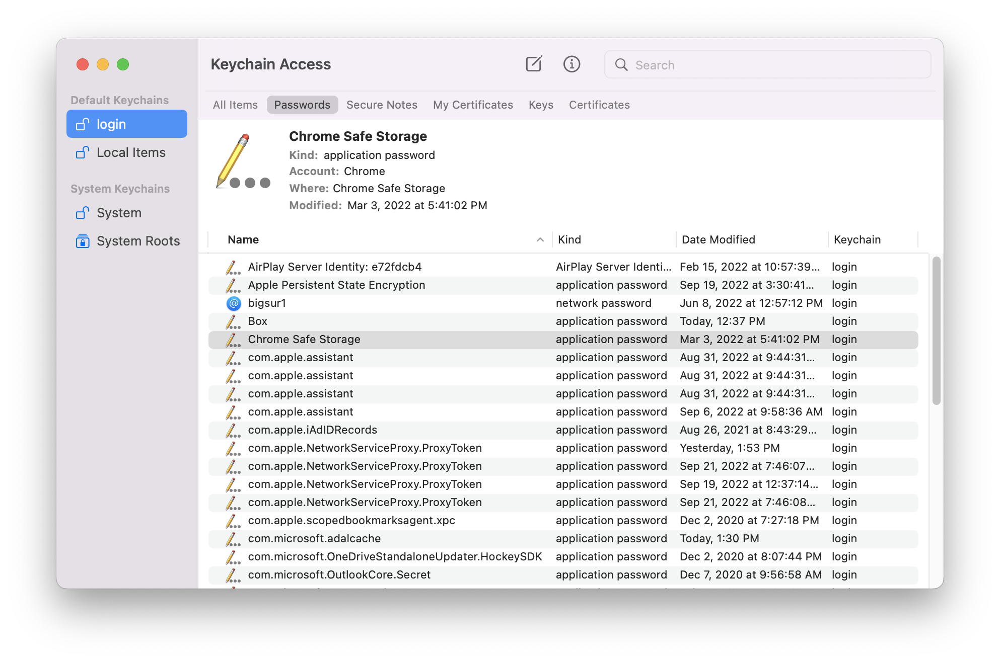 Keychain Access
Search
Default Keychains
login
Local Items
System Keychains
System
System Roots
All Items Passwords Secure Notes My Certificates Keys Certificates
Chrome Safe Storage
Kind: application password
Account: Chrome
Where: Chrome Safe Storage
Modified: Mar 3, 2022 at 5:41:02 PM
Name Kind Date Modified Keychain
AirPlay Server Identity: e72fdcb4 AirPlay Server Identi... Feb 15, 2022 at 10:57:39... login
Apple Persistent State Encryption application password Sep 19, 2022 at 3:30:41... login
@ bigsur1 network password Jun 8, 2022 at 12:57:12 PM login
Box application password Today, 12:37 PM login
Chrome Safe Storage application password Mar 3, 2022 at 5:41:02 PM login
com.apple.assistant application password Aug 31, 2022 at 9:44:31... login
com.apple.assistant application password Aug 31, 2022 at 9:44:31... login
com.apple.assistant application password Aug 31, 2022 at 9:44:31... login
com.apple.assistant application password Sep 6, 2022 at 9:58:36 AM login
com.apple.iAdIDRecords application password Aug 26, 2021 at 8:43:29... login
com.apple.NetworkServiceProxy.ProxyToken application password Yesterday, 1:53 PM login
com.apple.NetworkServiceProxy.ProxyToken application password Sep 21, 2022 at 7:46:07... login
com.apple.NetworkServiceProxy.ProxyToken application password Sep 19, 2022 at 12:37:14... login
com.apple.NetworkServiceProxy.ProxyToken application password Sep 21, 2022 at 7:46:08... login
com.apple.scopedbookmarksagent.xpc application password Dec 2, 2020 at 7:27:18 PM login
com.microsoft.adalcache application password Today, 1:30 PM login
com.microsoft.OneDriveStandaloneUpdater.HockeySDK application password Dec 2, 2020 at 8:07:44 PM login
com.microsoft.OutlookCore.Secret application password Dec 7, 2020 at 9:56:58 AM login